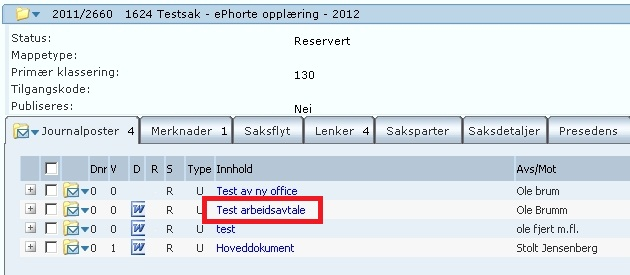 2011/2660 1624 Testsak - ePhorte opplæring - 2012
Status: Reservert
Mappetype:
Primær klassering: 130
Tilgangskode:
Publiseres: Nei
Journalposter 4 Merknader 1 Saksflyt Lenker 4 Saksparter Saksdetaljer Presedens
Dnr V D R S Type Innhold Avs/Mot
0 0 R U Test av ny office Ole brum
0 0 W R U Test arbeidsavtale Ole Brumm
0 0 W R U test ole fjert m.fl.
0 1 W R U Hoveddokument Stolt Jensenberg